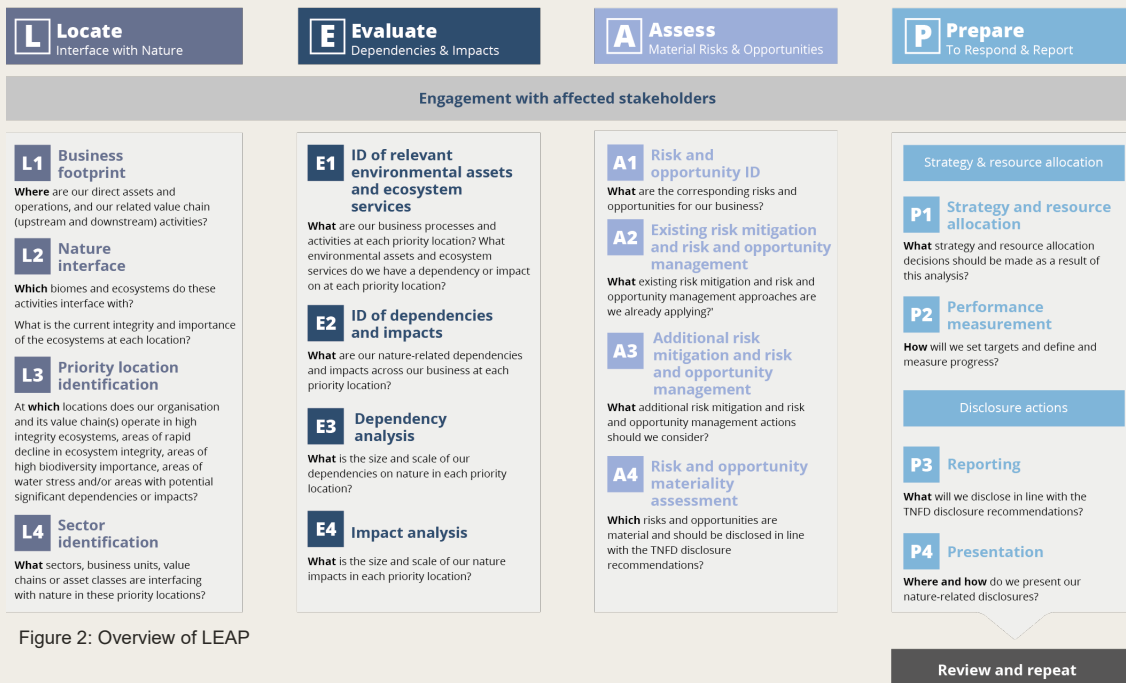 L
Locate
Interface with Nature
E
Evaluate
Dependencies & Impacts
A
Assess
Material Risks & Opportunities
P
Prepare
To Respond & Report
Engagement with affected stakeholders
L1
Business
footprint
Where are our direct assets and
operations, and our related value chain
(upstream and downstream) activities?
L2
Nature
interface
Which biomes and ecosystems do these
activities interface with?
What is the current integrity and importance
of the ecosystems at each location?
L3
Priority location
identification
At which locations does our organisation
and its value chain(s) operate in high
integrity ecosystems, areas of rapid
decline in ecosystem integrity, areas of
high biodiversity importance, areas of
water stress and/or areas with potential
significant dependencies or impacts?
L4
Sector
identification
What sectors, business units, value
chains or asset classes are interfacing
with nature in these priority locations?
E1
ID of relevant
environmental assets
and ecosystem
services
What are our business processes and
activities at each priority location? What
environmental assets and ecosystem
services do we have a dependency or impact
on at each priority location?
E2
ID of dependencies
and impacts
What are our nature-related dependencies
and impacts across our business at each
priority location?
E3
Dependency
analysis
What is the size and scale of our
dependencies on nature in each priority
location?
E4
Impact analysis
What is the size and scale of our nature
impacts in each priority location?
A1
Risk and
opportunity ID
What are the corresponding risks and
opportunities for our business?
A2
Existing risk mitigation
and risk and opportunity
management
What existing risk mitigation and risk and
opportunity management approaches are
we already applying?'
A3
Additional risk
mitigation and risk
and opportunity
management
What additional risk mitigation and risk
and opportunity management actions
should we consider?
A4
Risk and opportunity
materiality
assessment
Which risks and opportunities are
material and should be disclosed in line
with the TNFD disclosure
recommendations?
Strategy & resource allocation
P1
Strategy and resource
allocation
What strategy and resource allocation
decisions should be made as a result of
this analysis?
P2
Performance
measurement
How will we set targets and define and
measure progress?
Disclosure actions
P3
Reporting
What will we disclose in line with the
TNFD disclosure recommendations?
P4
Presentation
Where and how do we present our
nature-related disclosures?
Review and repeat
Figure 2: Overview of LEAP